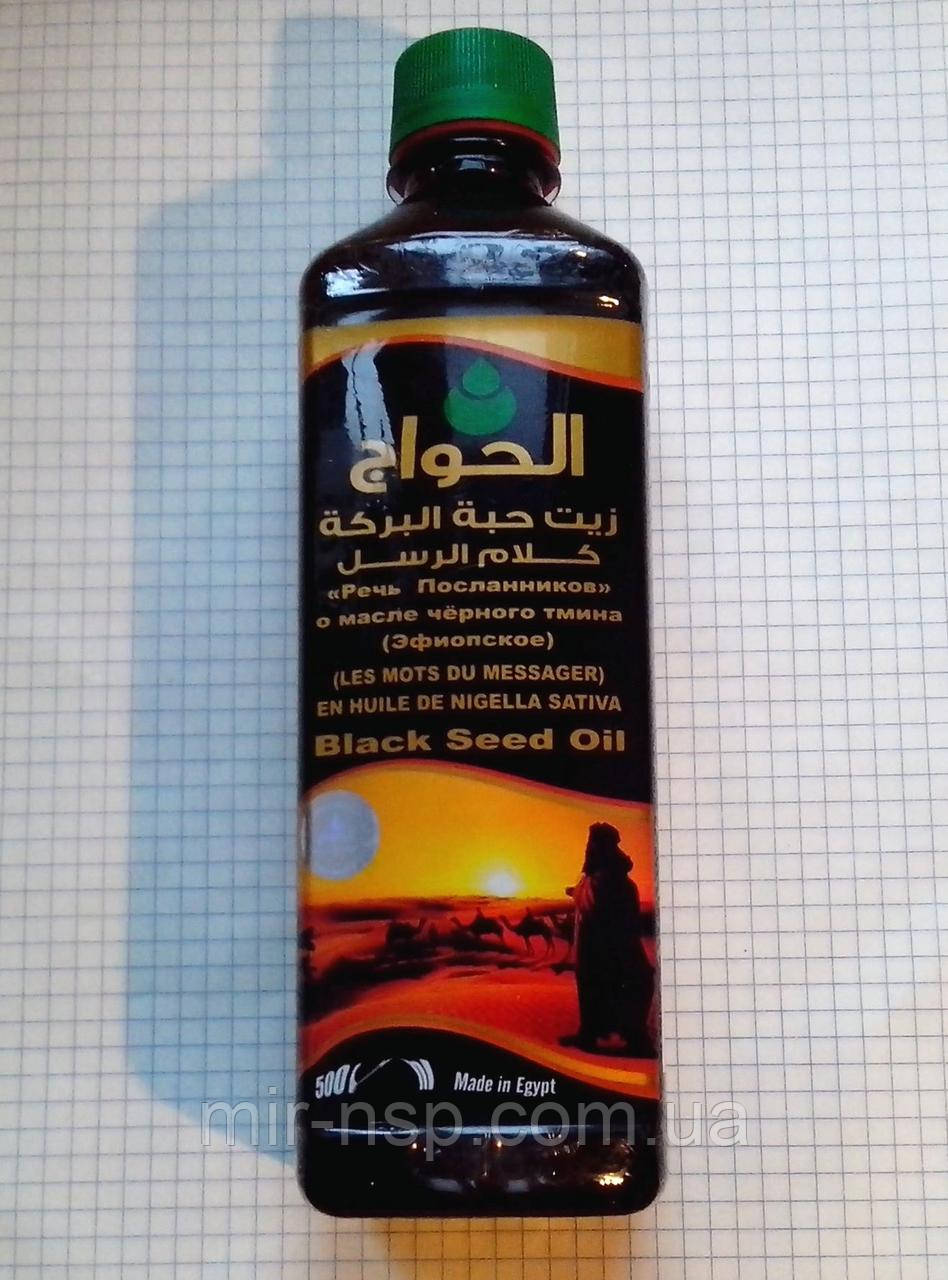 الحواج
زيت حبة البركة
كلام الرسل
«Речь Посланников»
о масле чёрного тмина
(Эфиопское)
(LES MOTS DU MESSAGER)
EN HUILE DE NIGELLA SATIVA
Black Seed Oil
500
Made in Egypt
mir-nsp.com.ua